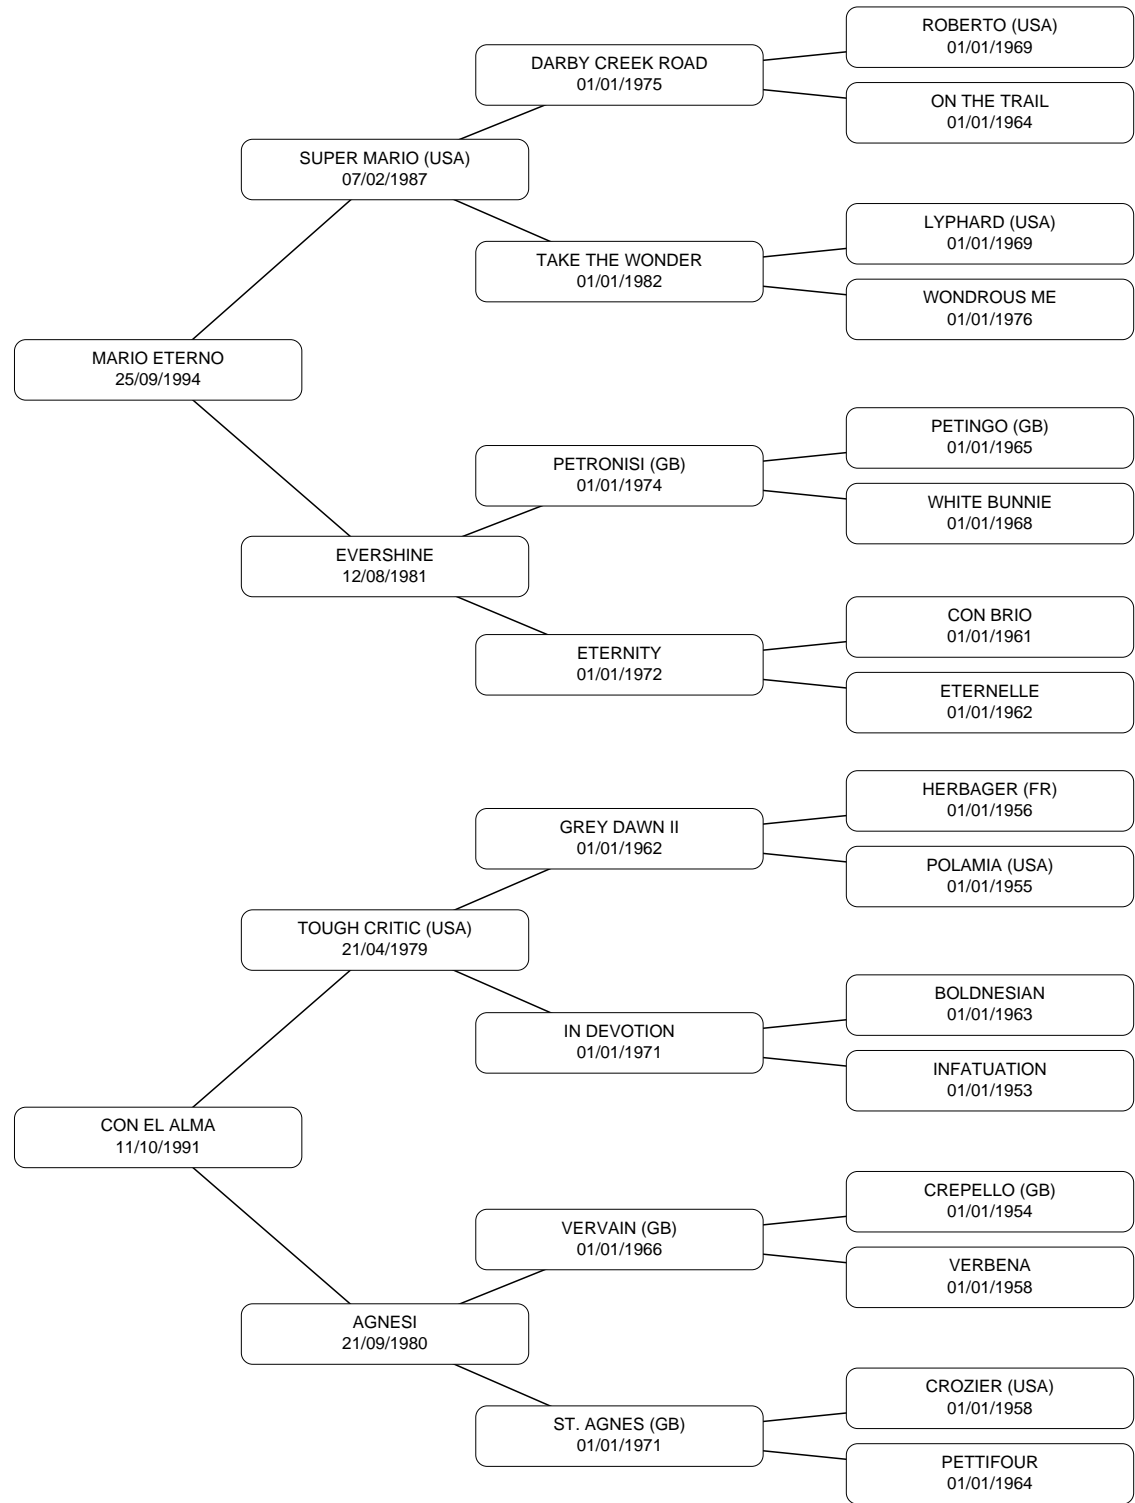 ROBERTO (USA)
01/01/1969
DARBY CREEK ROAD
01/01/1975
ON THE TRAIL
01/01/1964
SUPER MARIO (USA)
07/02/1987
LYPHARD (USA)
01/01/1969
TAKE THE WONDER
01/01/1982
WONDROUS ME
01/01/1976
MARIO ETERNO
25/09/1994
PETINGO (GB)
01/01/1965
PETRONISI (GB)
01/01/1974
WHITE BUNNIE
01/01/1968
EVERSHINE
12/08/1981
CON BRIO
01/01/1961
ETERNITY
01/01/1972
ETERNELLE
01/01/1962
HERBAGER (FR)
01/01/1956
GREY DAWN II
01/01/1962
POLAMIA (USA)
01/01/1955
TOUGH CRITIC (USA)
21/04/1979
BOLDNESIAN
01/01/1963
IN DEVOTION
01/01/1971
INFATUATION
01/01/1953
CON EL ALMA
11/10/1991
CREPELLO (GB)
01/01/1954
VERVAIN (GB)
01/01/1966
VERBENA
01/01/1958
AGNESI
21/09/1980
CROZIER (USA)
01/01/1958
ST. AGNES (GB)
01/01/1971
PETTIFOUR
01/01/1964